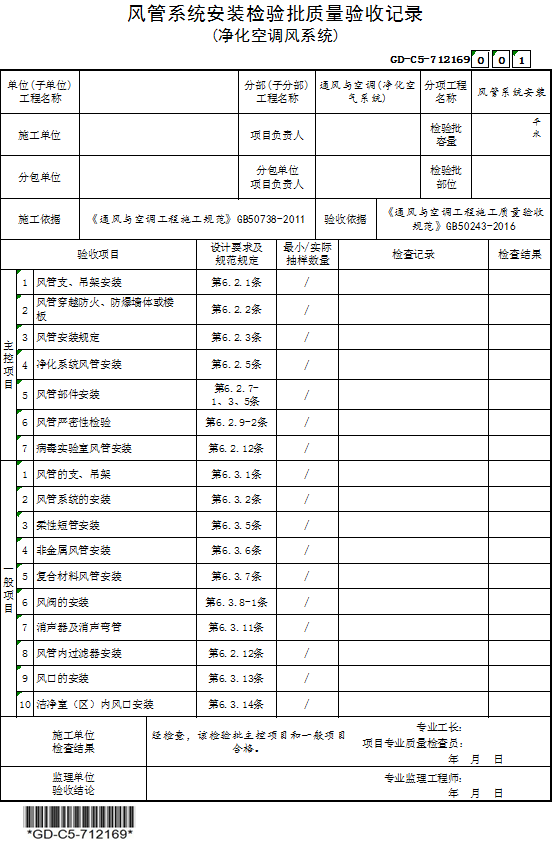 风管系统安装检验批质量验收记录
(净化空调风系统)
GD-C5-712169 0 0 1
单位(子单位)
工程名称
分部(子分部)
工程名称
通风与空调(净化空
气系统)
分项工程
名称
风管系统安装
施工单位
项目负责人
检验批
容量
千
米
分包单位
分包单位
项目负责人
检验批
部位
施工依据
《通风与空调工程施工规范》GB50738-2011
验收依据
《通风与空调工程施工质量验收
规范》GB50243-2016
验收项目
设计要求及
规范规定
最小/实际
抽样数量
检查记录
检查结果
主控项目
1 风管支、吊架安装 第6.2.1条 /
2 风管穿越防火、防爆墙体或楼
板 第6.2.2条 /
3 风管安装规定 第6.2.3条 /
4 净化系统风管安装 第6.2.5条 /
5 风管部件安装 第6.2.7-
1、3、5条 /
6 风管严密性检验 第6.2.9-2条 /
7 病毒实验室风管安装 第6.2.12条 /
一般项目
1 风管的支、吊架 第6.3.1条 /
2 风管系统的安装 第6.3.2条 /
3 柔性短管安装 第6.3.5条 /
4 非金属风管安装 第6.3.6条 /
5 复合材料风管安装 第6.3.7条 /
6 风阀的安装 第6.3.8-1条 /
7 消声器及消声弯管 第6.3.11条 /
8 风管内过滤器安装 第6.2.12条 /
9 风口的安装 第6.3.13条 /
10 洁净室（区）内风口安装 第6.3.14条 /
施工单位
检查结果
经检查，该检验批主控项目和一般项目
合格。
专业工长:
项目专业质量检查员:
年 月 日
监理单位
验收结论
专业监理工程师:
年 月 日
*GD-C5-712169*